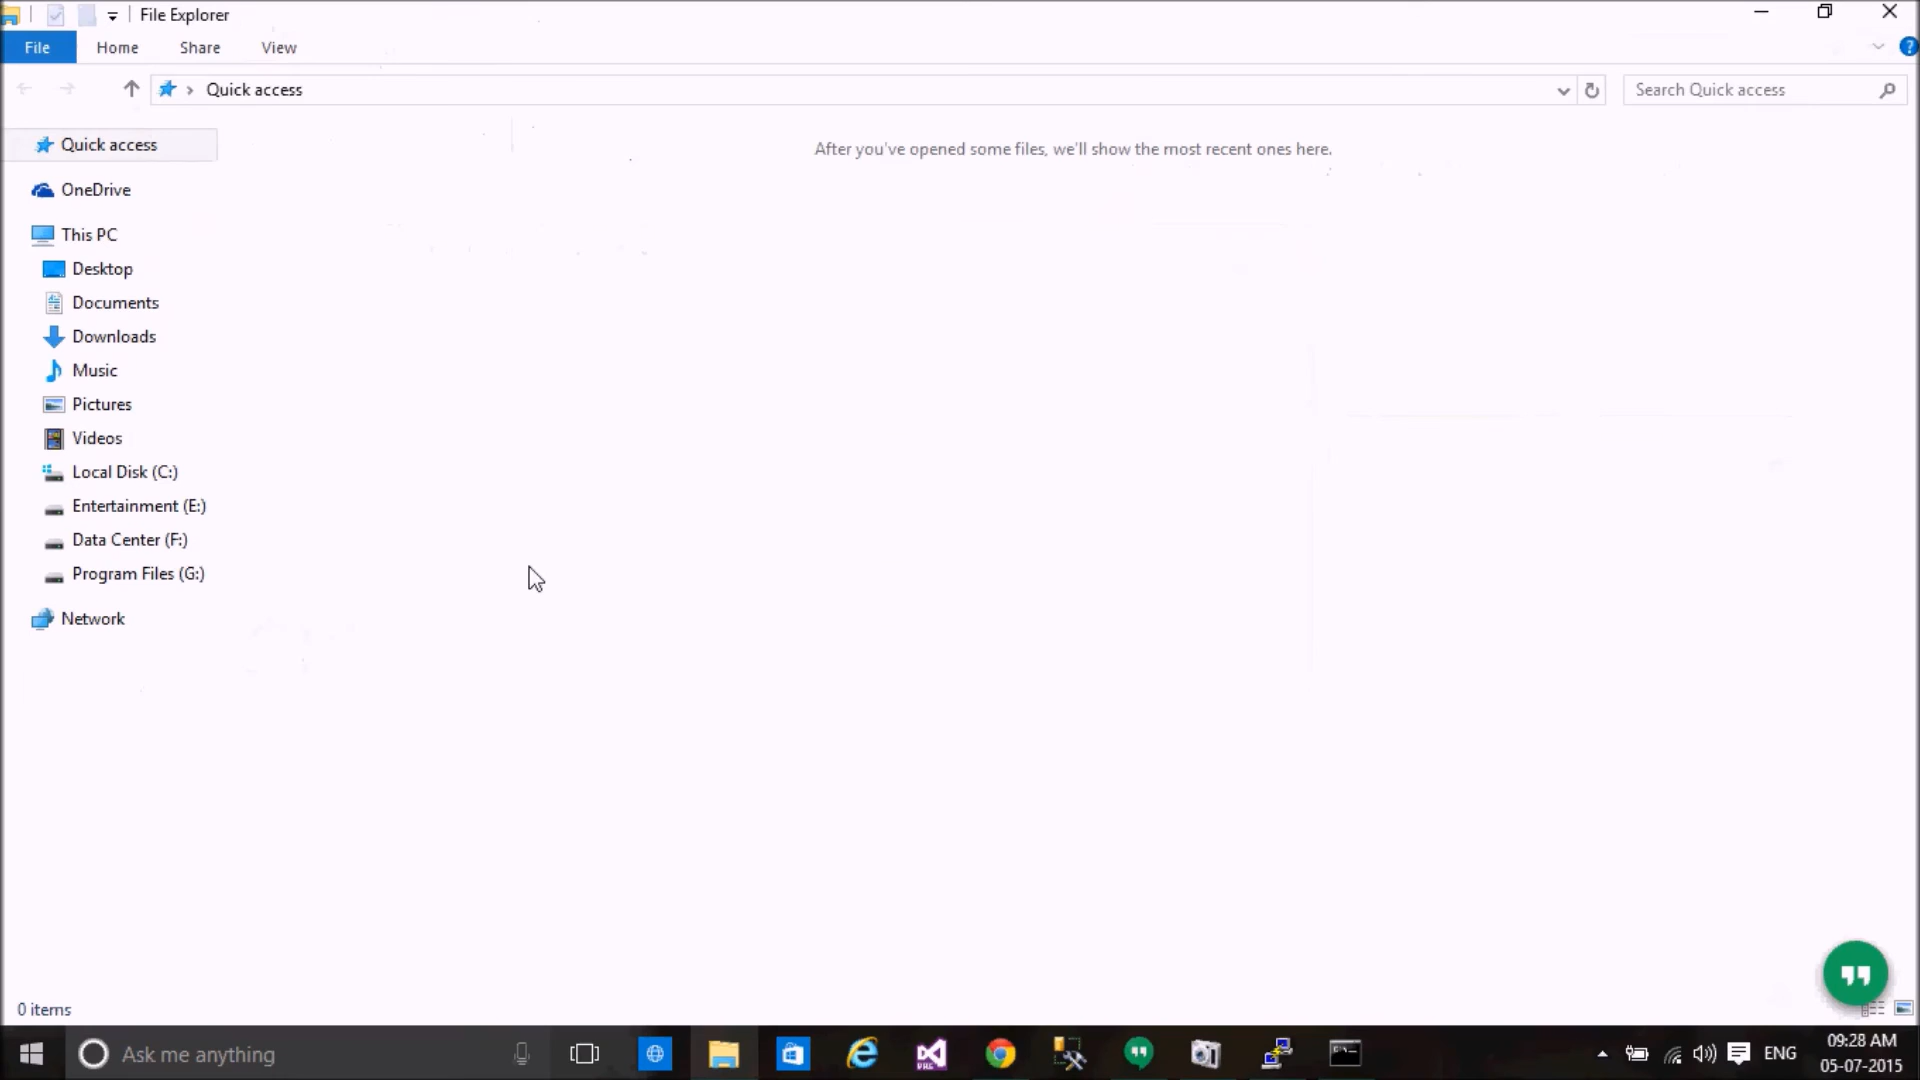 File Explorer
File Home Share View
Quick access
Search Quick access
Quick access
After you've opened some files, we'll show the most recent ones here.
OneDrive
This PC
Desktop
Documents
Downloads
Music
Pictures
Videos
Local Disk (C:)
Entertainment (E:)
Data Center (F:)
Program Files (G:)
Network
0 items
Ask me anything
ENG
09:28 AM
05-07-2015